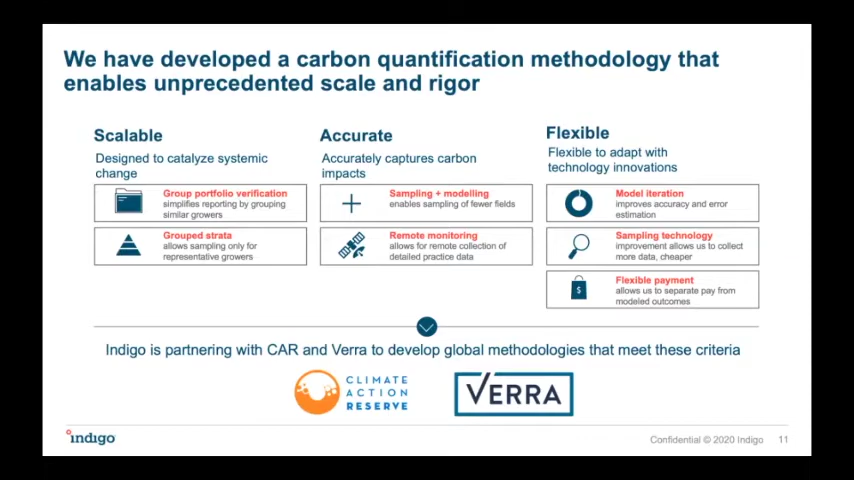 We have developed a carbon quantification methodology that
enables unprecedented scale and rigor
Scalable
Designed to catalyze systemic
change
Group portfolio verification
simplifies reporting by grouping
similar growers
Grouped strata
allows sampling only for
representative growers
Accurate
Accurately captures carbon
impacts
Sampling + modelling
enables sampling of fewer fields
Remote monitoring
allows for remote collection of
detailed practice data
Flexible
Flexible to adapt with
technology innovations
Model iteration
improves accuracy and error
estimation
Sampling technology
improvement allows us to collect
more data, cheaper
$
Flexible payment
allows us to separate pay from
modeled outcomes
Indigo is partnering with CAR and Verra to develop global methodologies that meet these criteria
CLIMATE
ACTION
RESERVE
VERRA
indigo
Confidential © 2020 Indigo 11